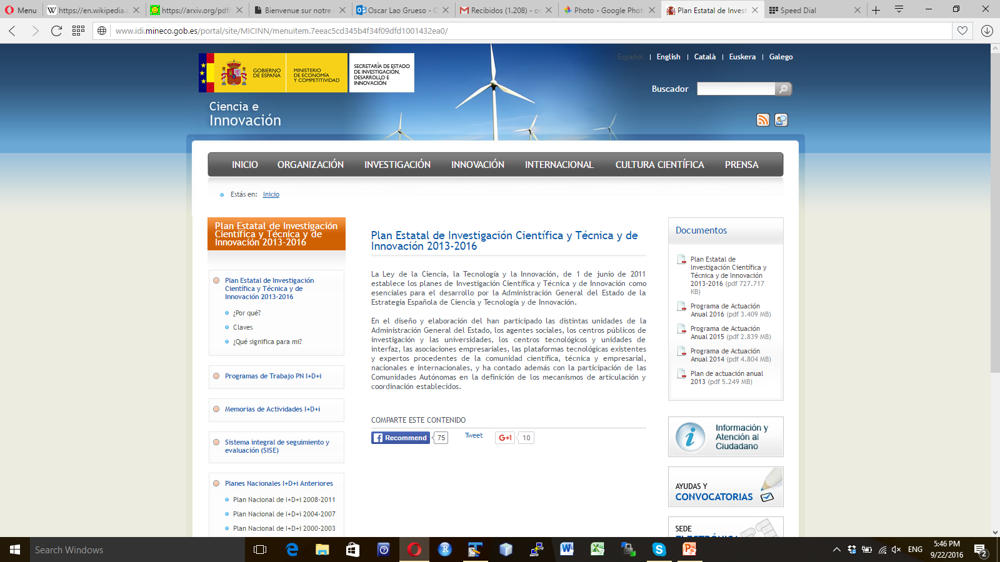 Menu
https://en.wikipedia.o
https://arxiv.org/pdf/
Bienvenue sur notre s
Oscar Lao Grueso - O
Recibidos (1.208) - os
Photo - Google Phot
Plan Estatal de Invest
Speed Dial
www.idi.mineco.gob.es/portal/site/MICINN/menuitem.7eeac5cd345b4f34f09dfd1001432ea0/
GOBIERNO
DE ESPAÑA
MINISTERIO
DE ECONOMÍA
Y COMPETITIVIDAD
SECRETARÍA DE ESTADO
DE INVESTIGACIÓN,
DESARROLLO E
INNOVACIÓN
Español | English | Català | Euskera | Galego
Buscador
Ciencia e
Innovación
INICIO ORGANIZACIÓN INVESTIGACIÓN INNOVACIÓN INTERNACIONAL CULTURA CIENTÍFICA PRENSA
Estás en: Inicio
Plan Estatal de Investigación
Científica y Técnica y de
Innovación 2013-2016
Plan Estatal de Investigación
Científica y Técnica y de
Innovación 2013-2016
¿Por qué?
Claves
¿Qué significa para mi?
Programas de Trabajo PN I+D+i
Memorias de Actividades I+D+i
Sistema integral de seguimiento y
evaluación (SISE)
Planes Nacionales I+D+i Anteriores
Plan Nacional de I+D+i 2008-2011
Plan Nacional de I+D+i 2004-2007
Plan Nacional de I+D+i 2000-2003
Plan Estatal de Investigación Científica y Técnica y de
Innovación 2013-2016
La Ley de la Ciencia, la Tecnología y la Innovación, de 1 de junio de 2011
establece los planes de Investigación Científica y Técnica y de Innovación como
esenciales para el desarrollo por la Administración General del Estado de la
Estrategia Española de Ciencia y Tecnología y de Innovación.
En el diseño y elaboración del han participado las distintas unidades de la
Administración General del Estado, los agentes sociales, los centros públicos de
investigación y las universidades, los centros tecnológicos y unidades de
interfaz, las asociaciones empresariales, las plataformas tecnológicas existentes
y expertos procedentes de la comunidad científica, técnica y empresarial,
nacionales e internacionales, y ha contado además con la participación de las
Comunidades Autónomas en la definición de los mecanismos de articulación y
coordinación establecidos.
COMPARTE ESTE CONTENIDO
Recommend 75 Tweet G+1 10
Documentos
Plan Estatal de
Investigación Científica y
Técnica y de Innovación
2013-2016 (pdf 727.717
KB)
Programa de Actuación
Anual 2016 (pdf 3.409 MB)
Programa de Actuación
Anual 2015 (pdf 2.839 MB)
Programa de Actuación
Anual 2014 (pdf 4.804 MB)
Plan de actuación anual
2013 (pdf 5.249 MB)
Información y
Atención al
Ciudadano
AYUDAS Y
CONVOCATORIAS
SEDE
ELECTRÓNICA
Search Windows
ENG
5:46 PM
9/22/2016
2